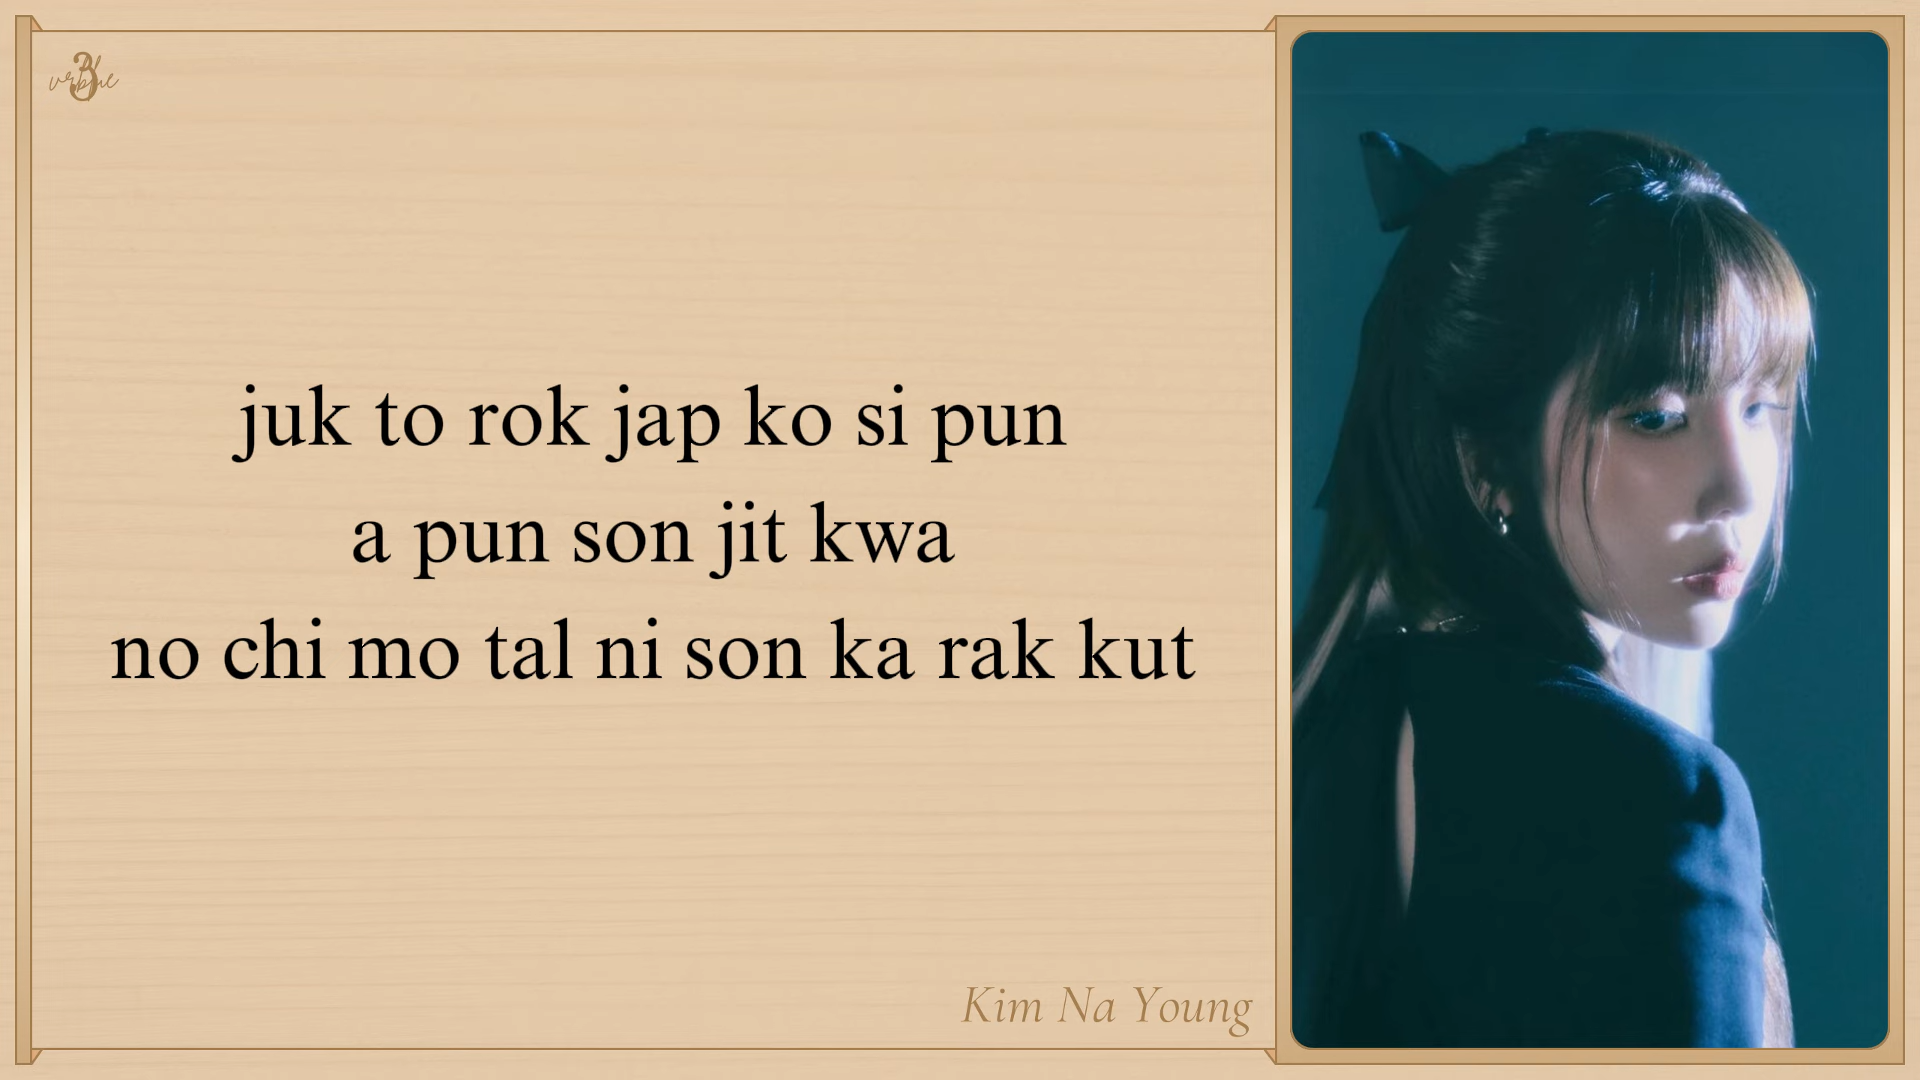 3
juk to rok jap ko si pun
a pun son jit kwa
no chi mo tal ni son ka rak kut
Kim Na Young